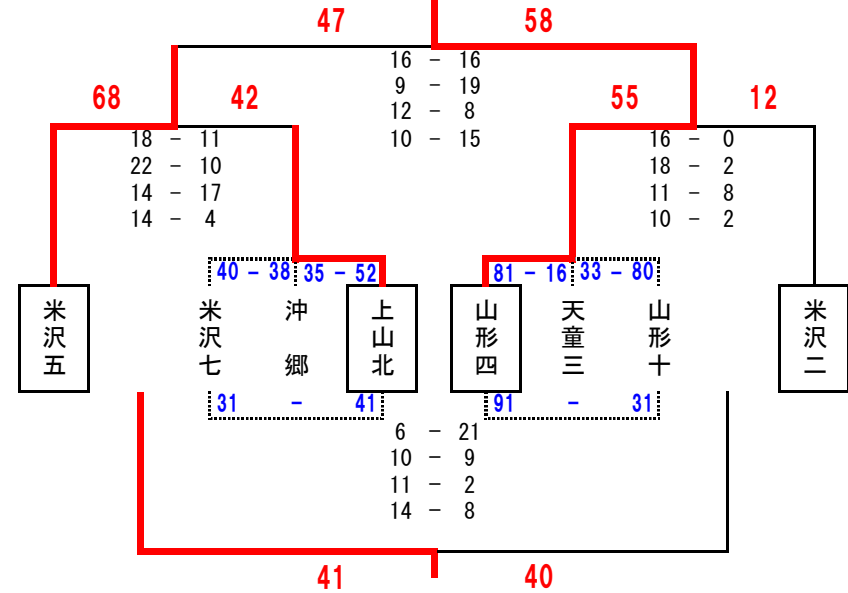 47 58
16 － 16
9 － 19
12 － 8
10 － 15
68 42
55 12
18 － 11
22 － 10
14 － 17
14 － 4
16 － 0
18 － 2
11 － 8
10 － 2
40 － 38
35 － 52
81 － 16
33 － 80
米沢五
米沢七
沖郷
上山北
山形四
天童三
山形十
米沢二
31 － 41
91 － 31
6 － 21
10 － 9
11 － 2
14 － 8
41 40